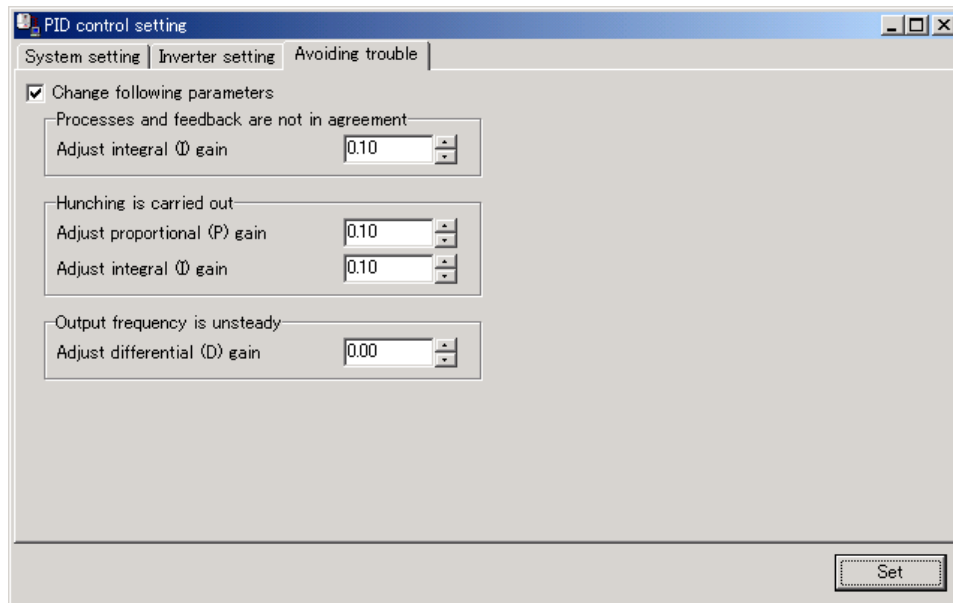 PID control setting
System setting Inverter setting Avoiding trouble
Change following parameters
Processes and feedback are not in agreement
Adjust integral (I) gain 0.10
Hunching is carried out
Adjust proportional (P) gain 0.10
Adjust integral (I) gain 0.10
Output frequency is unsteady
Adjust differential (D) gain 0.00
Set